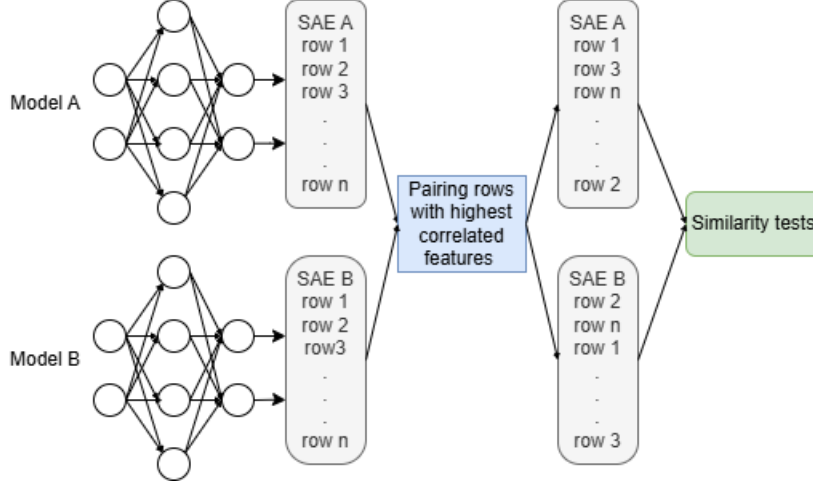 Model A
SAE A
row 1
row 2
row 3
.
.
.
row n
Model B
SAE B
row 1
row 2
row3
.
.
.
row n
Pairing rows
with highest
correlated
features
SAE A
row 1
row 3
row n
.
.
.
row 2
SAE B
row 2
row n
row 1
.
.
.
row 3
Similarity tests